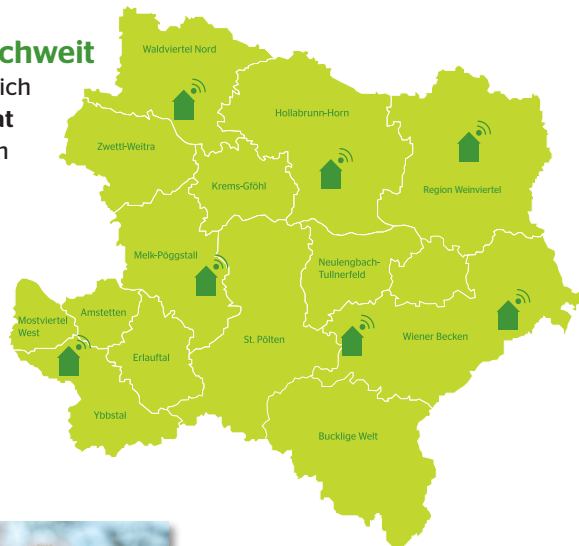 chweit
ich
at
n
Waldviertel Nord
Hollabrunn-Horn
Zwettl-Weitra
Krems-Gföhl
Region Weinviertel
Melk-Pöggstall
Neulengbach-
Tullnerfeld
Mostviertel
West
Amstetten
Erlauftal
St. Pölten
Wiener Becken
Ybbstal
Bucklige Welt